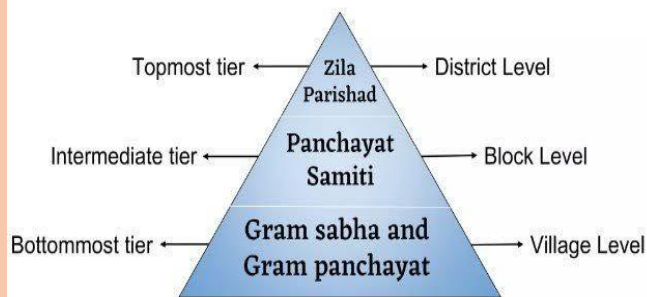 Topmost tier
Zila
Parishad
District Level
Intermediate tier
Panchayat
Samiti
Block Level
Bottommost tier
Gram sabha and
Gram panchayat
Village Level